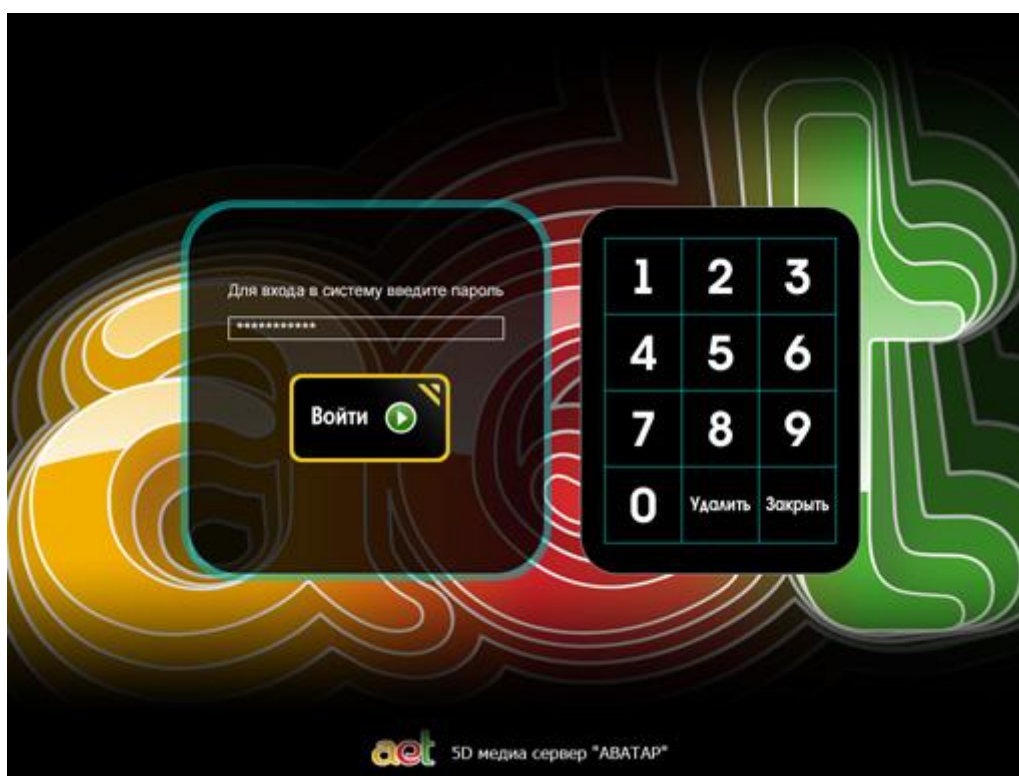 Для входа в систему введите пароль
***********
Войти
1 2 3
4 5 6
7 8 9
0 Удалить Закрыть
aet 5D медиа сервер "АВАТАР"